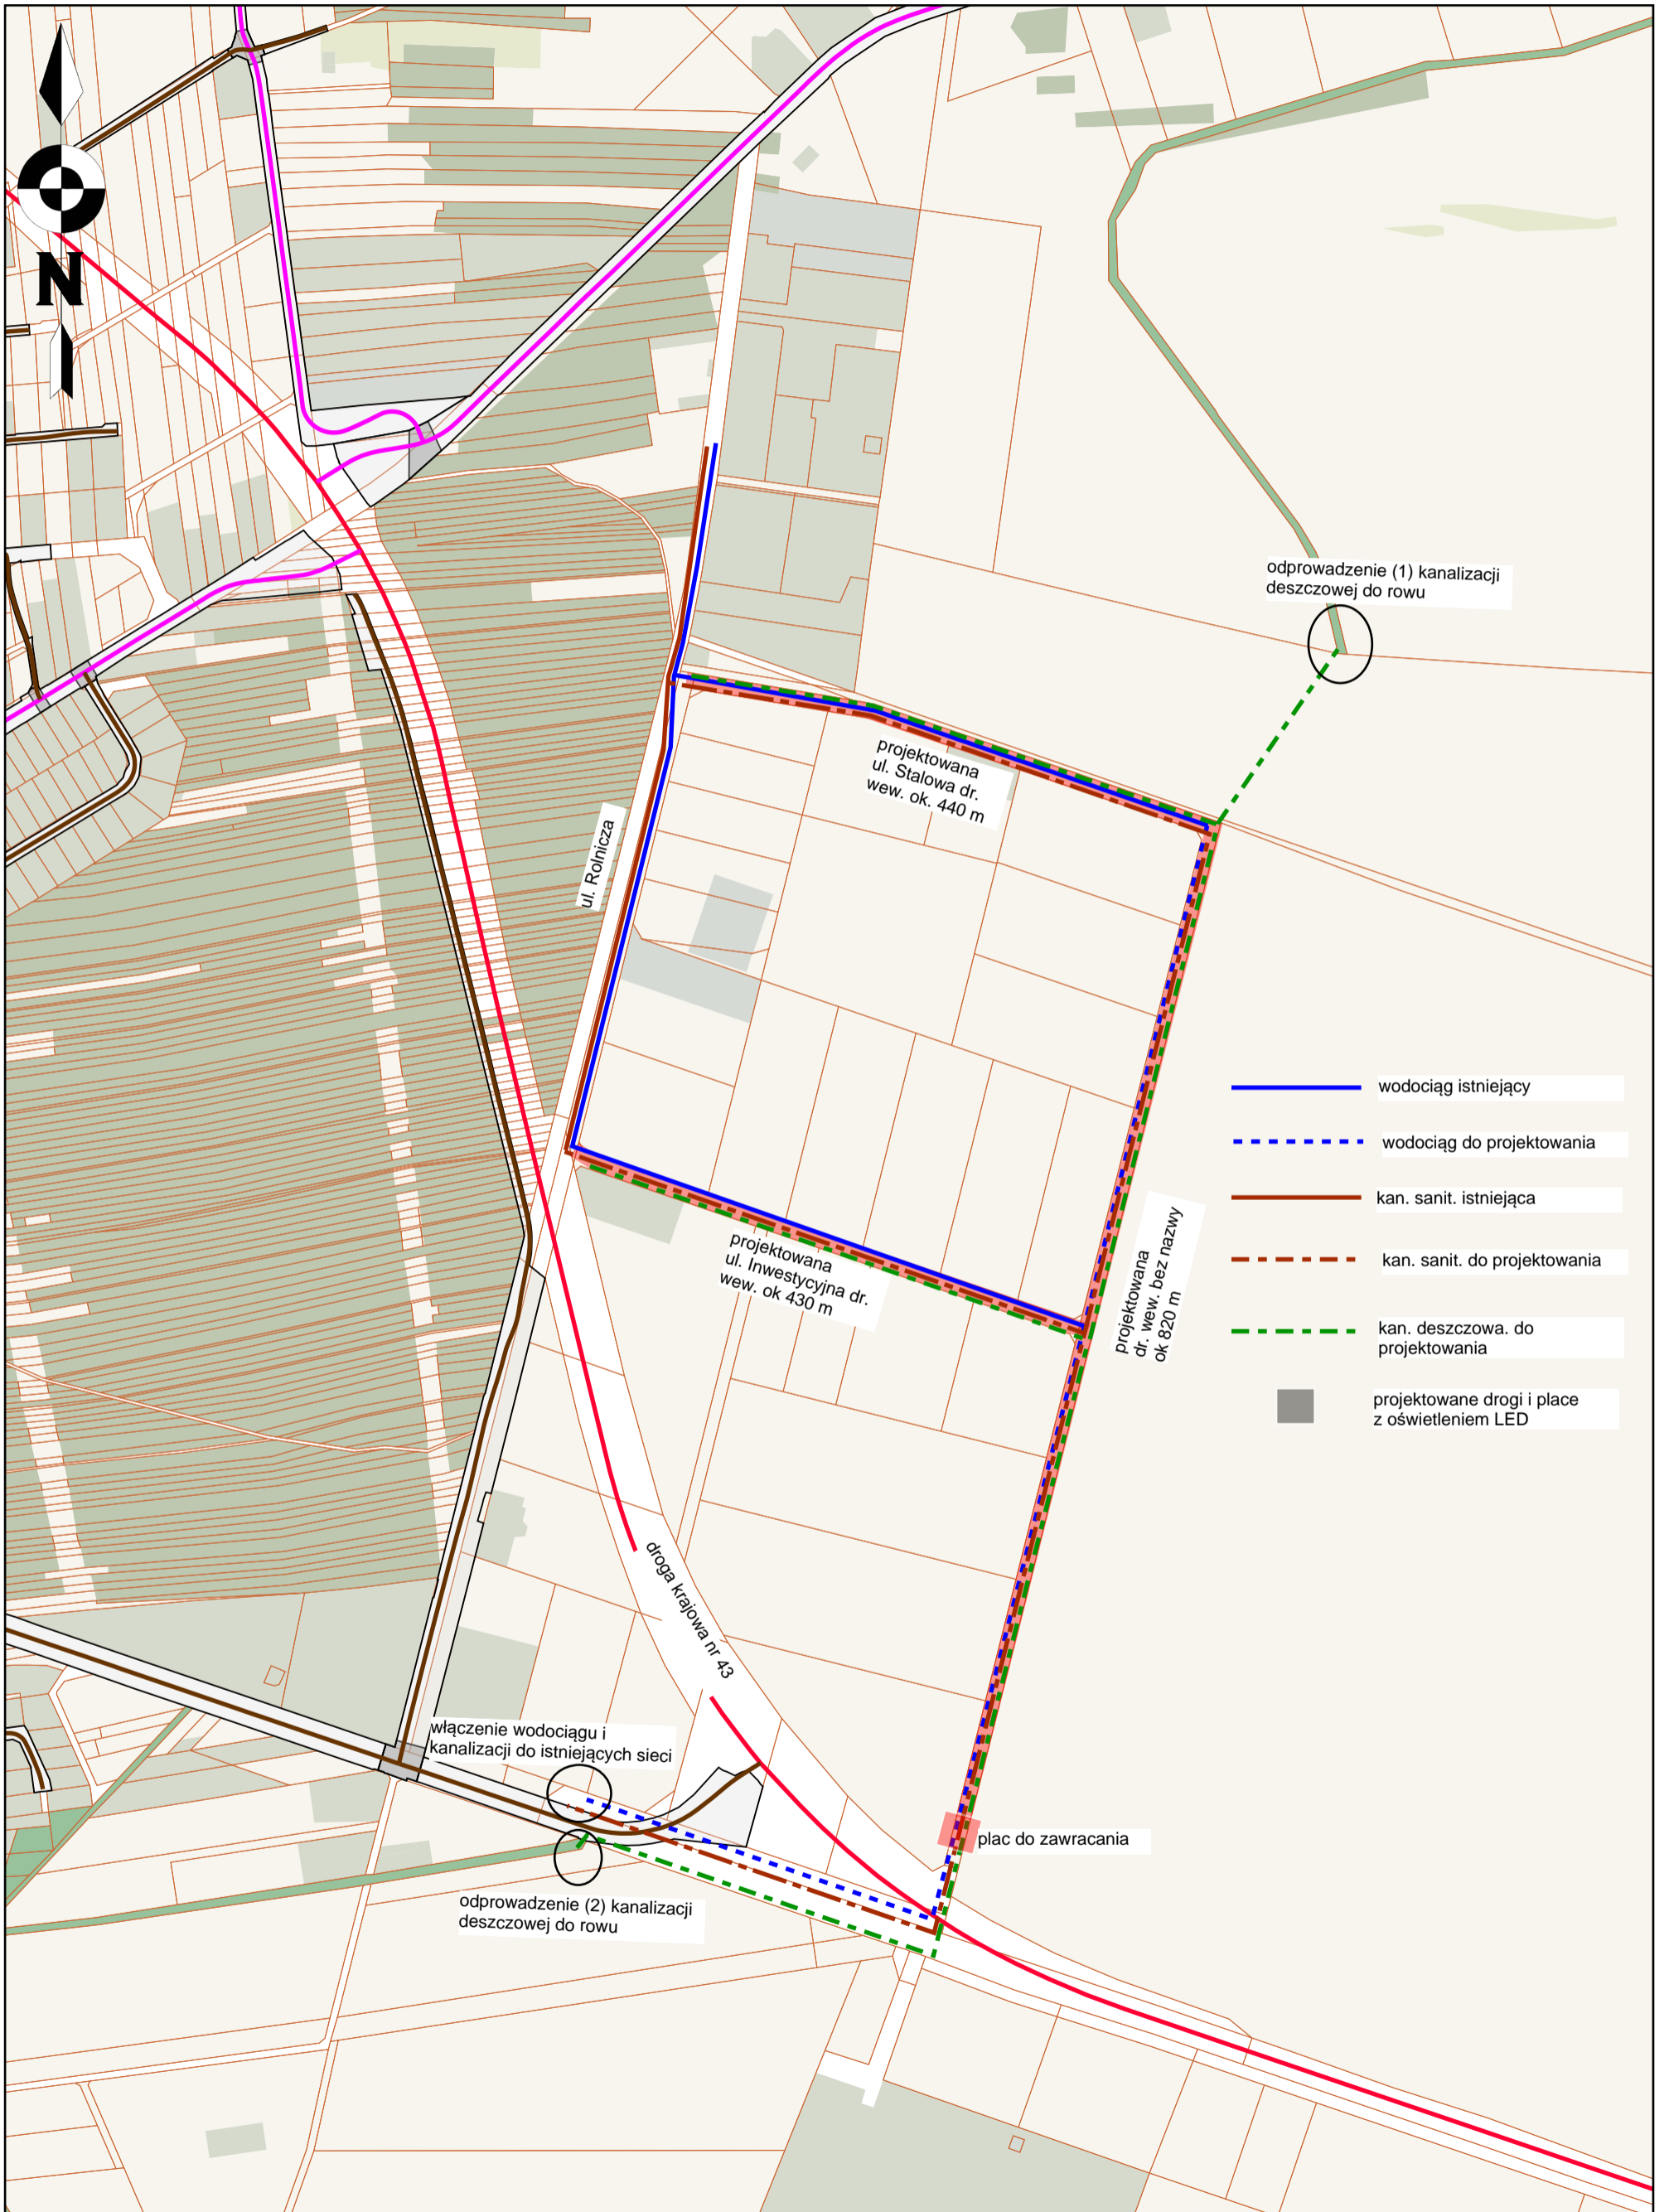 N
odprowadzenie (1) kanalizacji
deszczowej do rowu
projektowana
ul. Stalowa dr.
wew. ok. 440 m
ul. Rolnicza
wodociąg istniejący
wodociąg do projektowania
kan. sanit. istniejąca
kan. sanit. do projektowania
kan. deszczowa. do
projektowania
projektowane drogi i place
z oświetleniem LED
projektowana
ul. Inwestycyjna dr.
wew. ok 430 m
projektowana
dr. wew. bez nazwy
ok 820 m
droga krajowa nr 43
włączenie wodociągu i
kanalizacji do istniejących sieci
plac do zawracania
odprowadzenie (2) kanalizacji
deszczowej do rowu